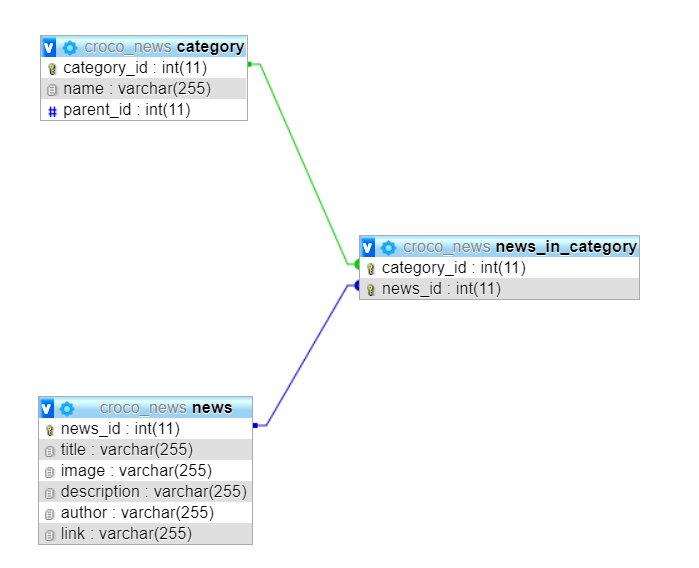 v croco_news category
category_id : int(11)
name : varchar(255)
# parent_id : int(11)
v croco_news news_in_category
category_id : int(11)
news_id : int(11)
v croco_news news
news_id : int(11)
title : varchar(255)
image : varchar(255)
description : varchar(255)
author : varchar(255)
link : varchar(255)